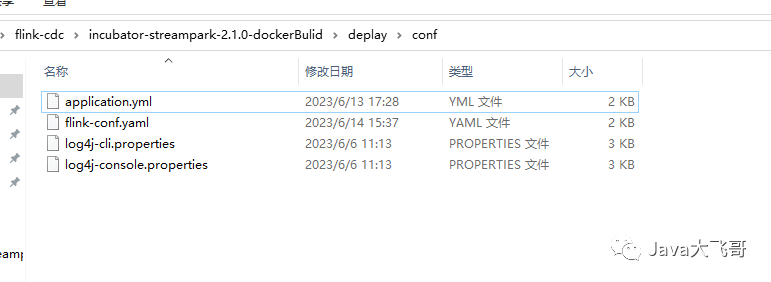 查看
flink-cdc › incubator-streampark-2.1.0-dockerBulid › deplay › conf
名称 修改日期 类型 大小
application.yml 2023/6/13 17:28 YML 文件 2 KB
flink-conf.yaml 2023/6/14 15:37 YAML 文件 2 KB
log4j-cli.properties 2023/6/6 11:13 PROPERTIES 文件 3 KB
log4j-console.properties 2023/6/6 11:13 PROPERTIES 文件 3 KB
Java大飞哥